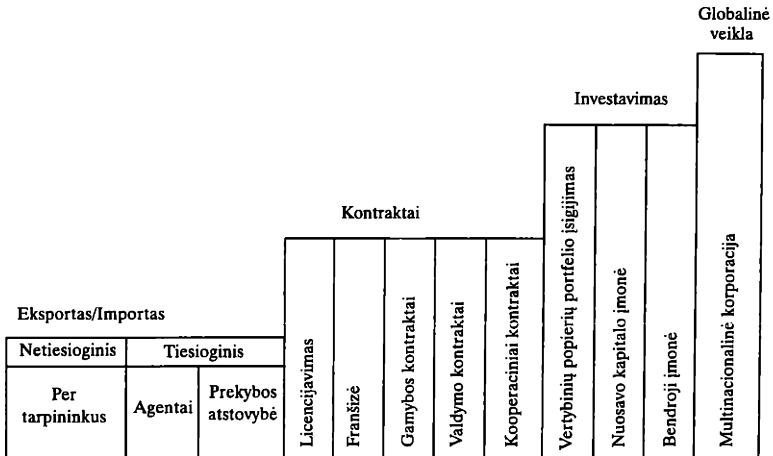 Globalinė
veikla
Investavimas
Kontraktai
Eksportas/Importas
Netiesioginis
Tiesioginis
Per
tarpininkus
Agentai
Prekybos
atstovybė
Licencijavimas
Franšizė
Gamybos kontraktai
Valdymo kontraktai
Kooperaciniai kontraktai
Vertybinių popierių portfelio įsigijimas
Nuosavo kapitalo įmonė
Bendroji įmonė
Multinacionalinė korporacija